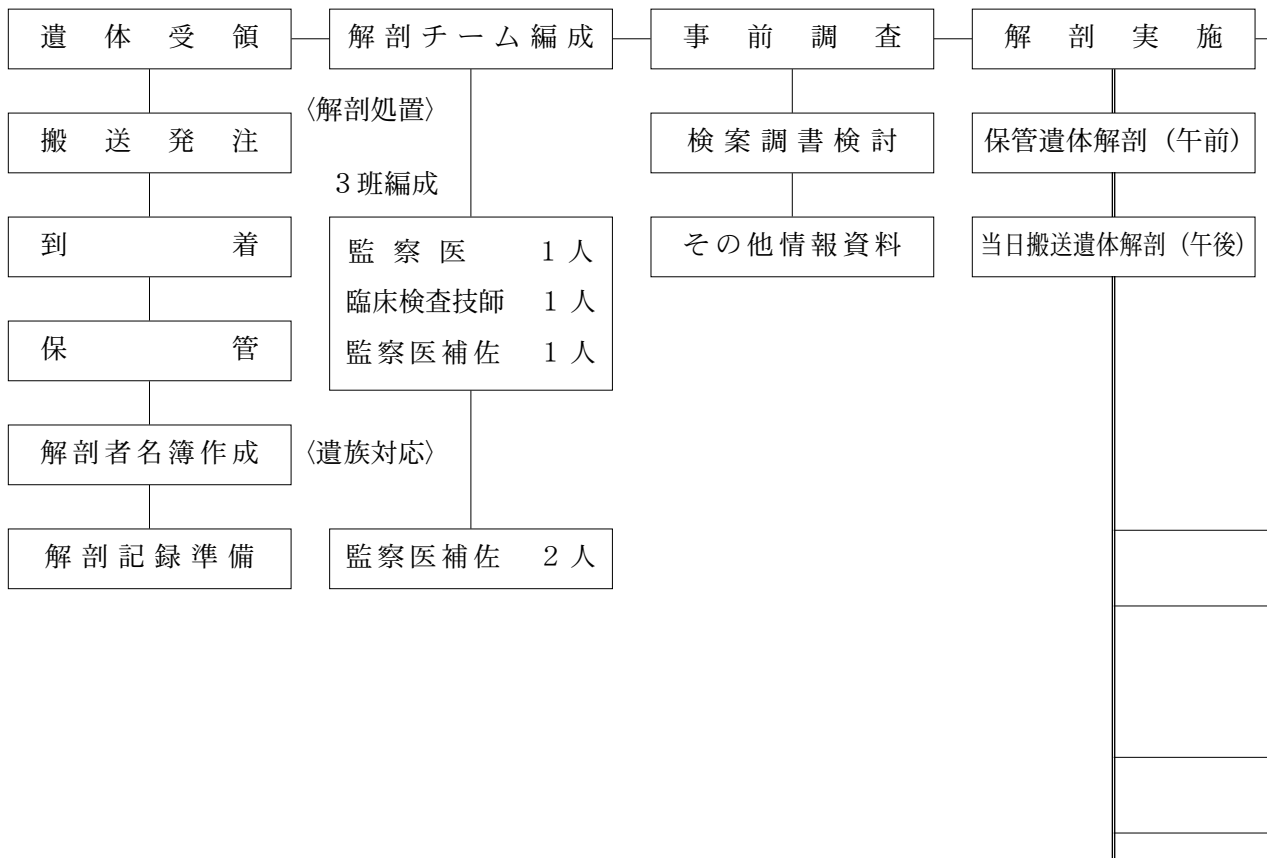 遺体受領
解剖チーム編成
事前調査
解剖実施
搬送発注
到着
保管
解剖者名簿作成
解剖記録準備
〈解剖処置〉
3班編成
監察医 1人
臨床検査技師 1人
監察医補佐 1人
〈遺族対応〉
監察医補佐 2人
検案調書検討
その他情報資料
保管遺体解剖（午前）
当日搬送遺体解剖（午後）